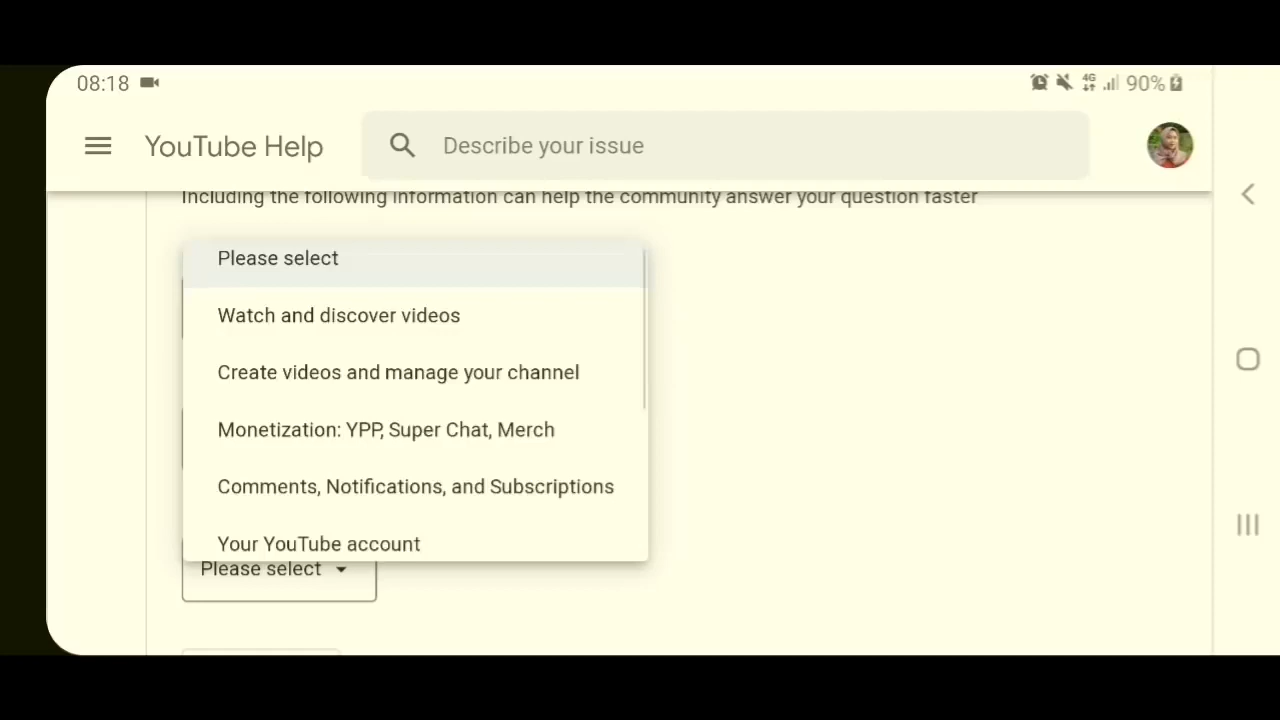 08:18
4G
90%
YouTube Help
Describe your issue
Including the following information can help the community answer your question faster
Please select
Watch and discover videos
Create videos and manage your channel
Monetization: YPP, Super Chat, Merch
Comments, Notifications, and Subscriptions
Your YouTube account
Please select